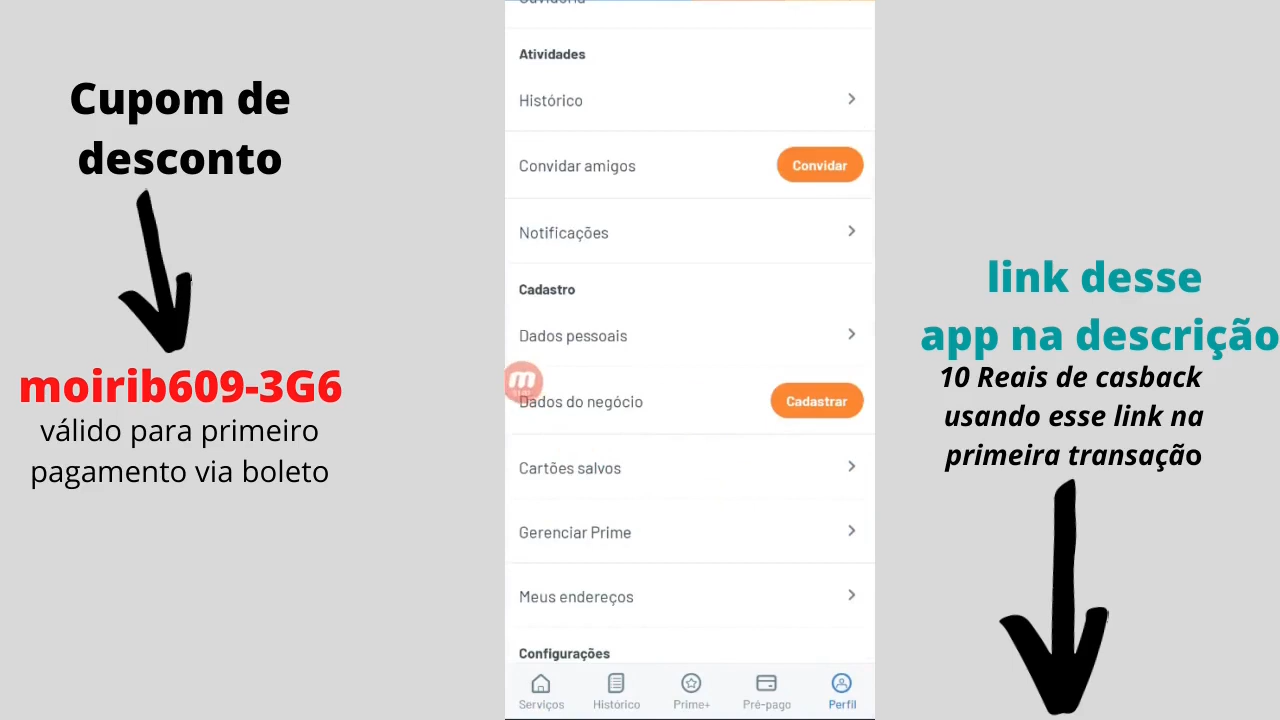 Cupom de
desconto
moirib609-3G6
válido para primeiro
pagamento via boleto
Ouvidoria
Atividades
Histórico
Convidar amigos
Convidar
Notificações
Cadastro
Dados pessoais
Dados do negócio
Cadastrar
Cartões salvos
Gerenciar Prime
Meus endereços
Configurações
Serviços
Histórico
Prime+
Pré-pago
Perfil
link desse
app na descrição
10 Reais de casback
usando esse link na
primeira transação